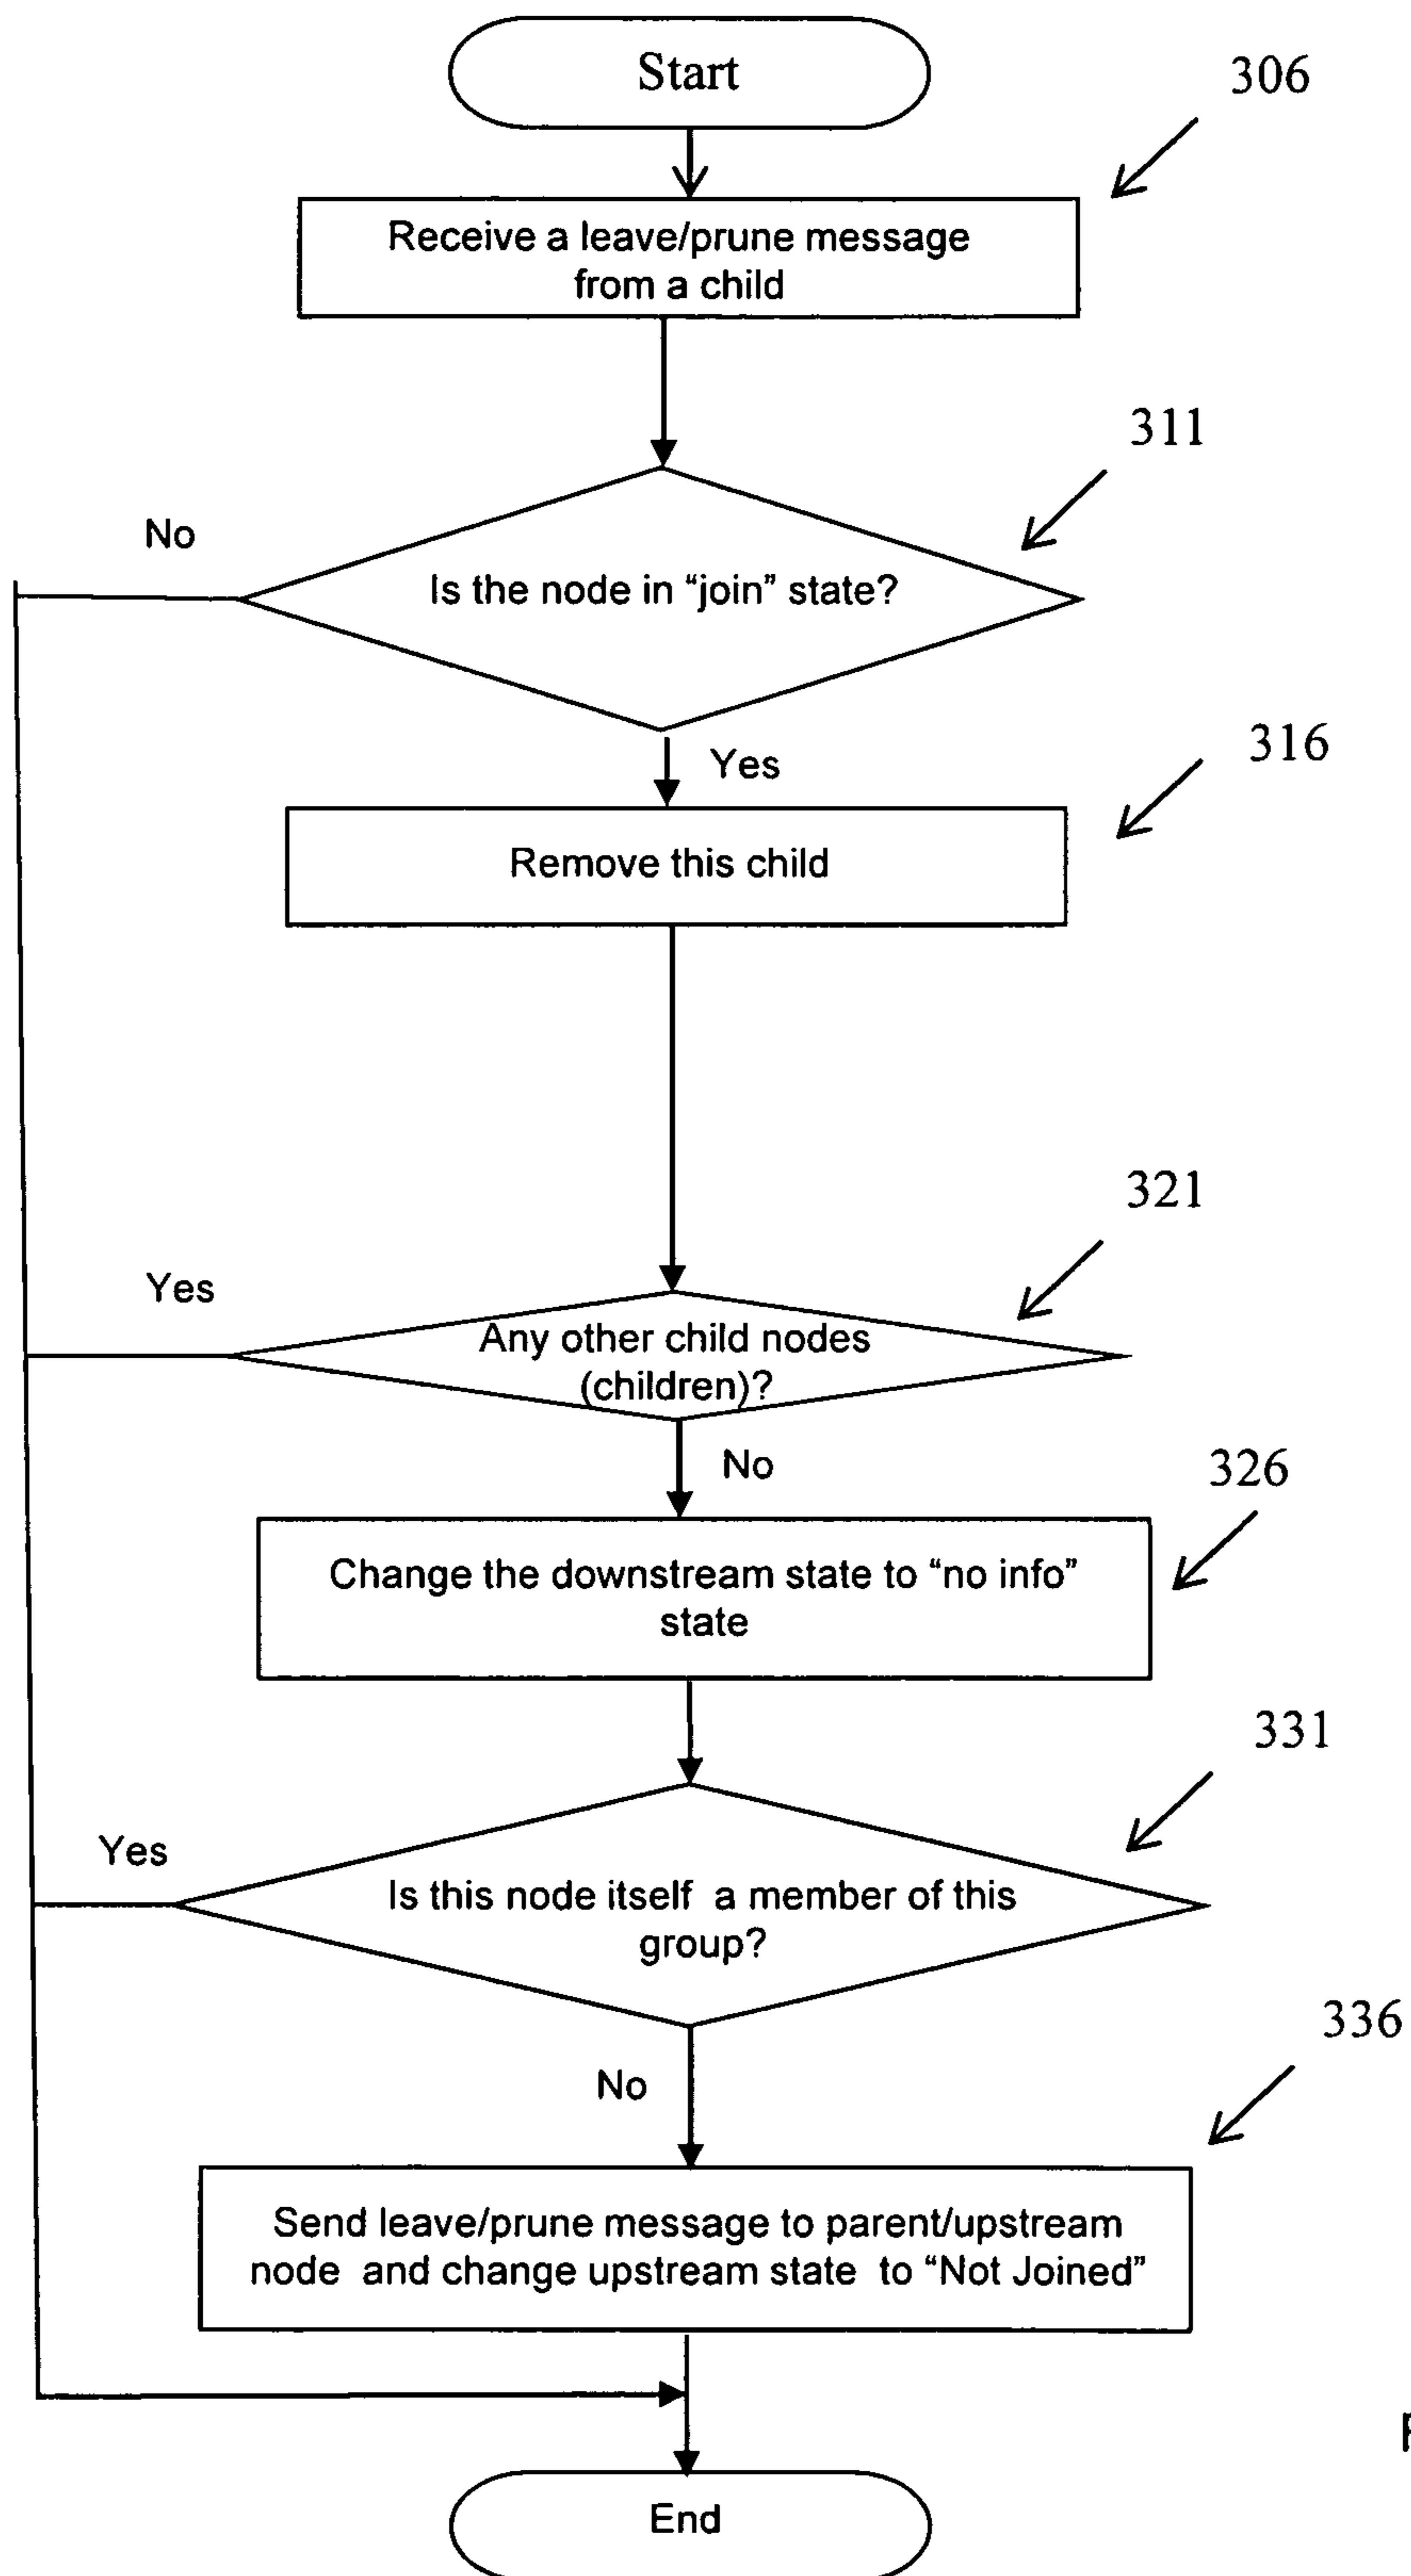 Start
306
Receive a leave/prune message
from a child
311
No
Is the node in “join” state?
316
Yes
Remove this child
321
Yes
Any other child nodes
(children)?
No
326
Change the downstream state to “no info”
state
331
Yes
Is this node itself a member of this
group?
336
No
Send leave/prune message to parent/upstream
node and change upstream state to “Not Joined”
End